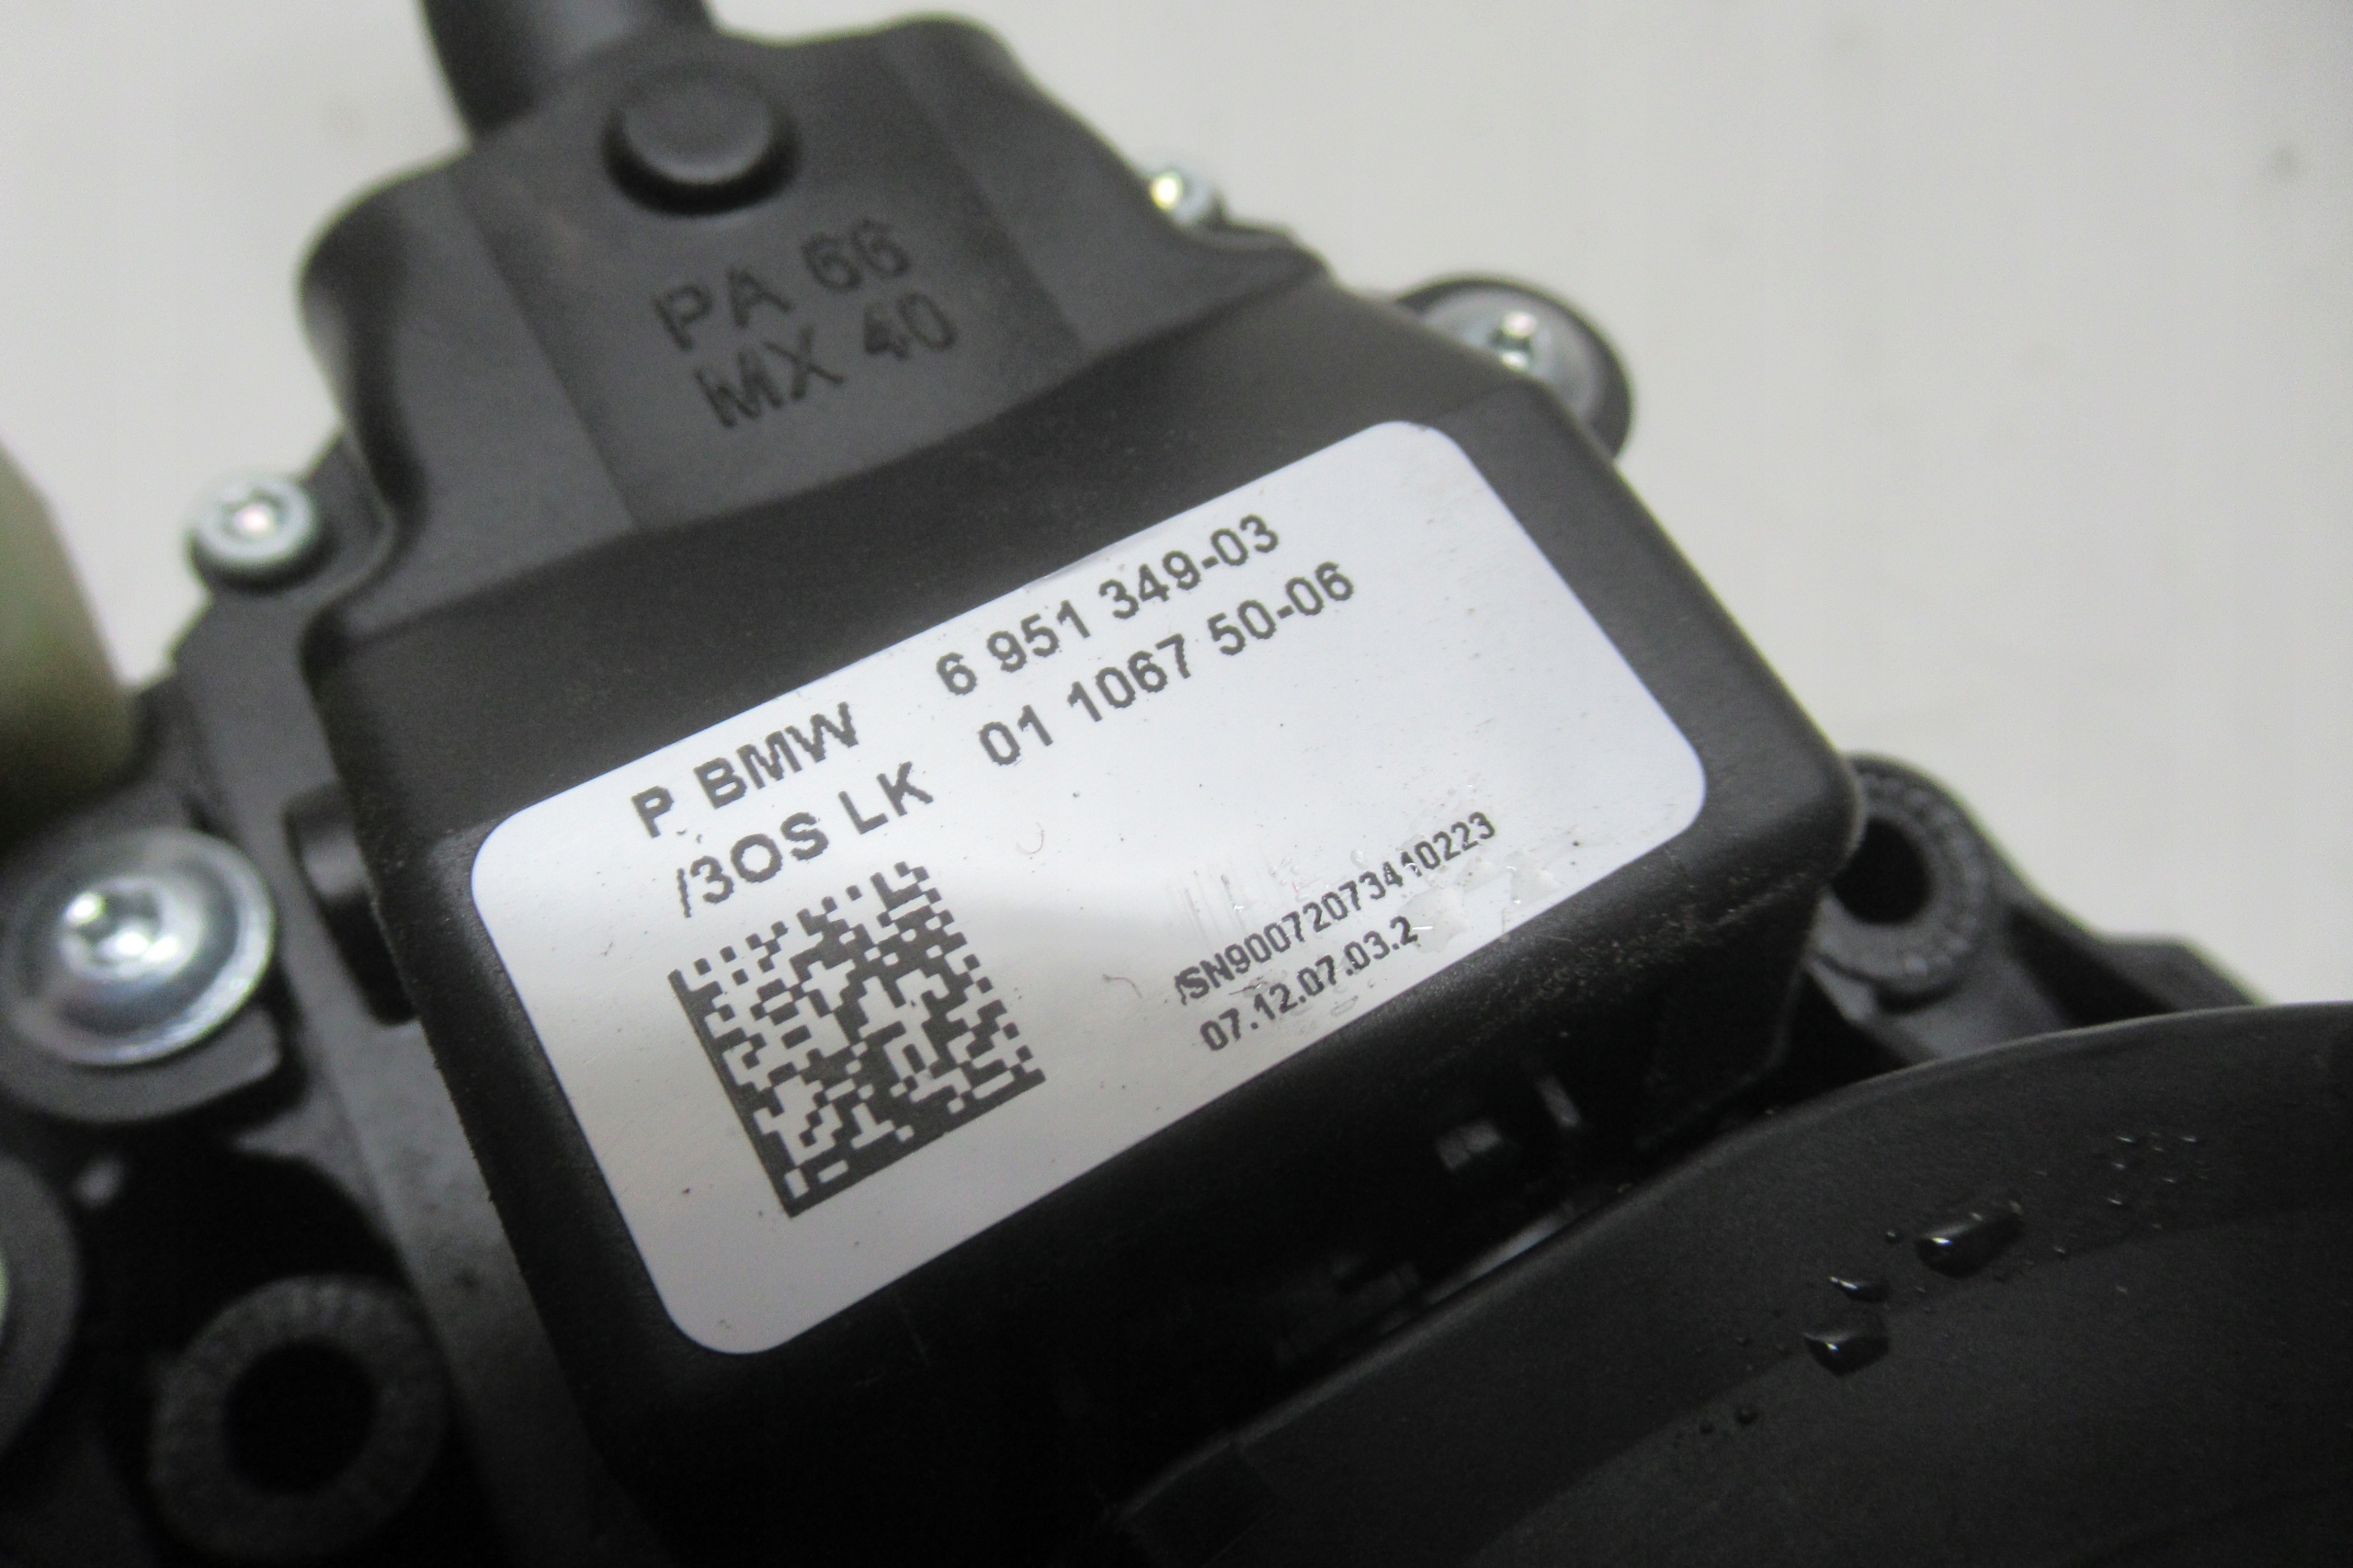 PA 66
MX 40
P BMW 6 951 349-03
/3OS LK 01 1067 50-06
/SN90072073410223
07.12.07.03.2